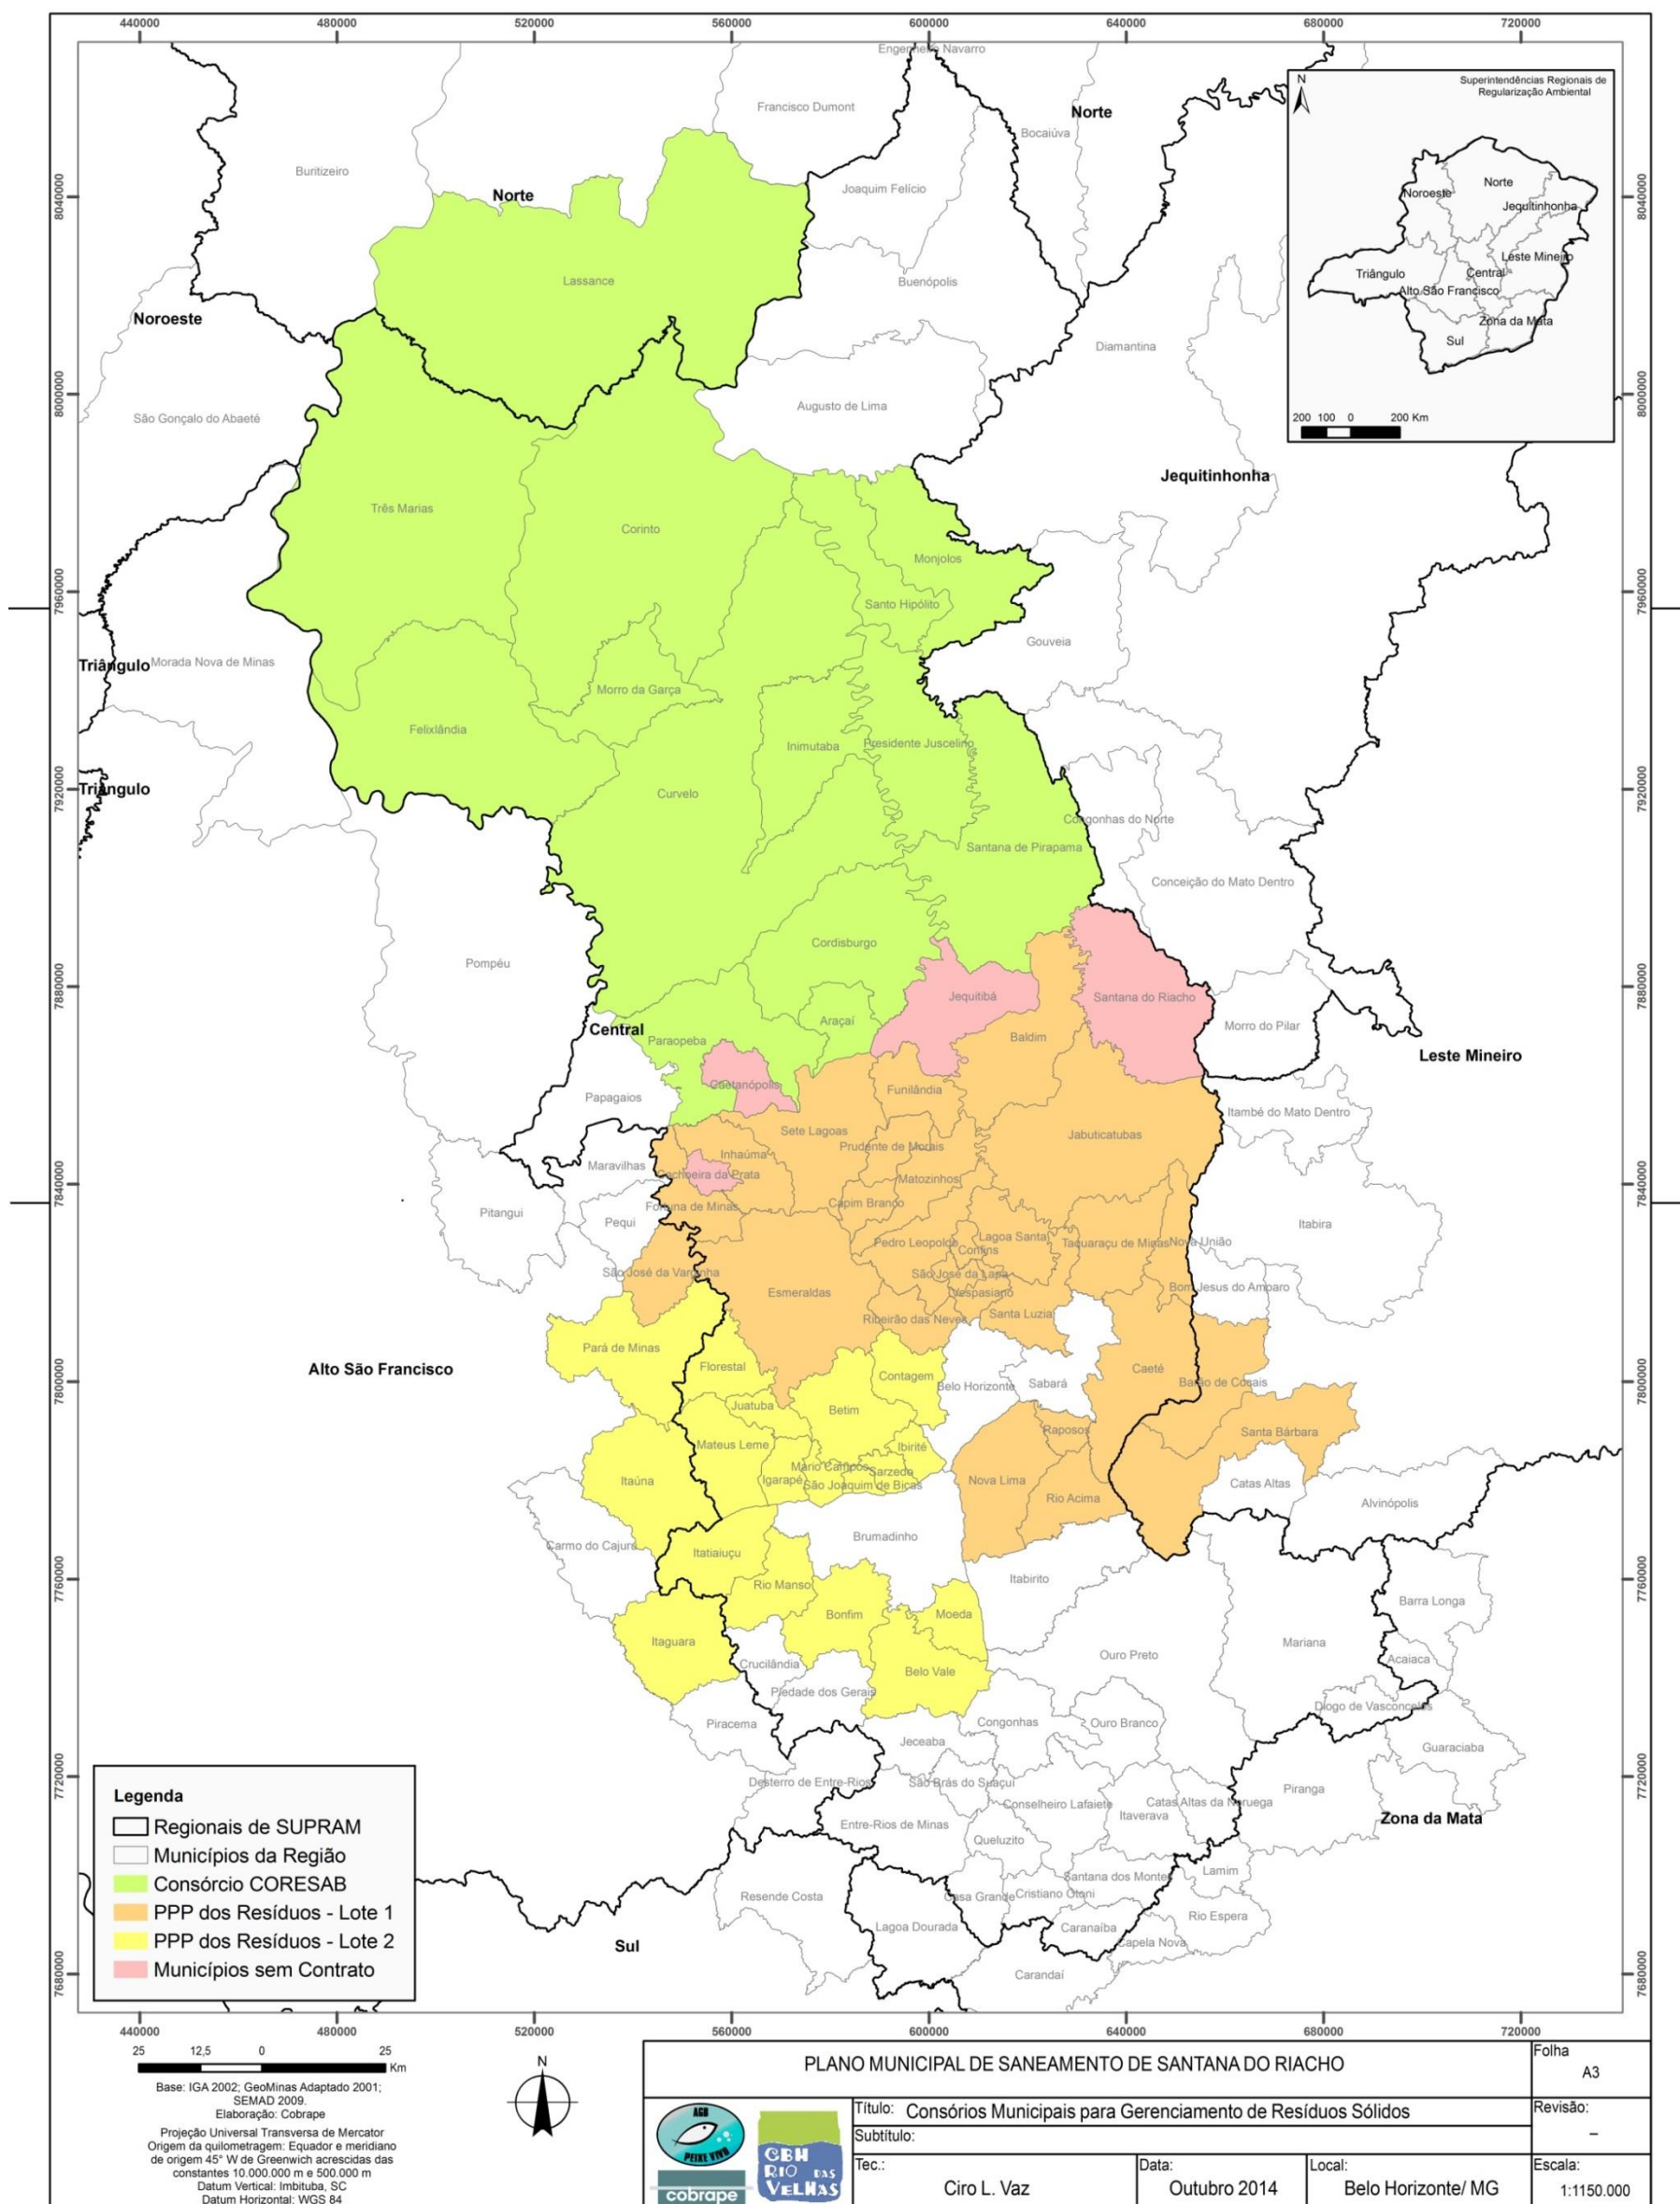 440000 480000 520000 560000 600000 640000 680000 720000
Engenheiro Navarro
Superintendências Regionais de
Regularização Ambiental
N
Francisco Dumont
Norte
Bocaiúva
Buritizeiro
Joaquim Felício
Norte
8040000
8040000
Noroeste
Norte
Jequitinhonha
Leste Mineiro
Triângulo
Central
Alto São Francisco
Zona da Mata
Sul
200 100 0 200 Km
Lassance
Buenópolis
Noroeste
Diamantina
8000000
8000000
São Gonçalo do Abaeté
Augusto de Lima
Jequitinhonha
Três Marias
Corinto
Monjolos
7960000
7960000
Santo Hipólito
Gouveia
Triângulo
Morada Nova de Minas
Morro da Garça
Felixlândia
Inimutaba
Presidente Juscelino
Triângulo
7920000
7920000
Curvelo
Congonhas do Norte
Santana de Pirapama
Conceição do Mato Dentro
Cordisburgo
Pompéu
7880000
7880000
Jequitibá
Santana do Riacho
Araçaí
Central
Morro do Pilar
Paraopeba
Baldim
Leste Mineiro
Caetanópolis
Funilândia
Papagaios
Itambé do Mato Dentro
Sete Lagoas
Jabuticatubas
Prudente de Morais
Inhaúma
Maravilhas
Cachoeira da Prata
Matozinhos
7840000
7840000
Fortuna de Minas
Capim Branco
Pitangui
Pequi
Itabira
Pedro Leopoldo
Lagoa Santa
Confins
Taquaraçu de Minas
Nova União
São José da Varginha
São José da Lapa
Bom Jesus do Amparo
Esmeraldas
Vespasiano
Ribeirão das Neves
Santa Luzia
Pará de Minas
Alto São Francisco
Florestal
Contagem
Caeté
7800000
7800000
Belo Horizonte
Sabará
Barão de Cocais
Juatuba
Betim
Raposos
Santa Bárbara
Mateus Leme
Ibirité
Mário Campos
Sarzedo
Itaúna
Igarapé
São Joaquim de Bicas
Nova Lima
Catas Altas
Rio Acima
Alvinópolis
Brumadinho
Carmo do Cajuru
Itatiaiuçu
7760000
7760000
Rio Manso
Itabirito
Barra Longa
Bonfim
Moeda
Itaguara
Mariana
Ouro Preto
Acaiaca
Crucilândia
Belo Vale
Piedade dos Gerais
Diogo de Vasconcelos
Piracema
Congonhas
Ouro Branco
Jeceaba
Guaraciaba
7720000
7720000
Desterro de Entre-Rios
São Brás do Suaçuí
Piranga
Conselheiro Lafaiete
Catas Altas da Noruega
Itaverava
Zona da Mata
Entre-Rios de Minas
Queluzito
Santana dos Montes
Lamim
Resende Costa
Casa Grande
Cristiano Otoni
Rio Espera
Lagoa Dourada
Caranaíba
Capela Nova
Sul
7680000
7680000
Carandaí
Legenda
Regionais de SUPRAM
Municípios da Região
Consórcio CORESAB
PPP dos Resíduos - Lote 1
PPP dos Resíduos - Lote 2
Municípios sem Contrato
440000 480000 520000 560000 600000 640000 680000 720000
25 12,5 0 25
Km
Base: IGA 2002; GeoMinas Adaptado 2001;
SEMAD 2009.
Elaboração: Cobrape
Projeção Universal Transversa de Mercator
Origem da quilometragem: Equador e meridiano
de origem 45° W de Greenwich acrescidas das
constantes 10.000.000 m e 500.000 m
Datum Vertical: Imbituba, SC
Datum Horizontal: WGS 84
N
PLANO MUNICIPAL DE SANEAMENTO DE SANTANA DO RIACHO
Folha
A3
AGB
PEIXE VIVO
cobrape
CBH
RIO DAS
VELHAS
Título: Consórios Municipais para Gerenciamento de Resíduos Sólidos
Revisão:
–
Subtítulo:
Tec.:
Ciro L. Vaz
Data:
Outubro 2014
Local:
Belo Horizonte/ MG
Escala:
1:1150.000